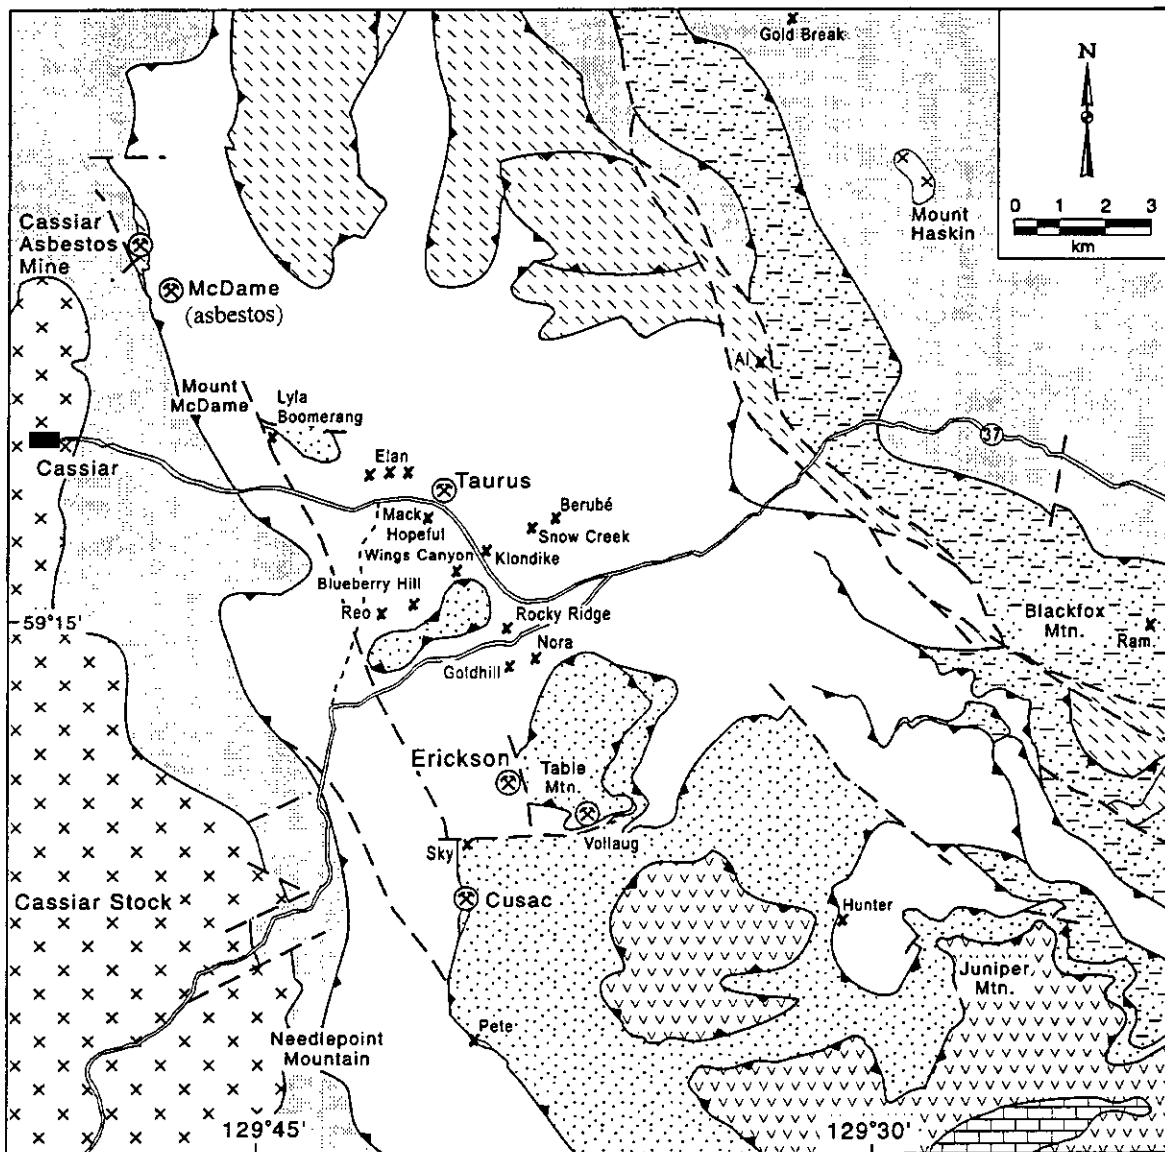 Gold Break
N
0 1 2 3
km
Mount
Haskin
Cassiar
Asbestos
Mine
McDame
(asbestos)
Al
Mount
McDame
Lyla
Boomerang
37
Cassiar
Elan
Taurus
Mack
Hopeful
Berubé
Snow Creek
Wings Canyon
Klondike
Blueberry Hill
Reo
Rocky Ridge
59°15'
Blackfox
Mtn.
Ram
Nora
Goldhill
Erickson
Table
Mtn.
Vollaug
Sky
Cusac
Cassiar Stock
Hunter
Juniper
Mtn.
Pete
Needlepoint
Mountain
129°45'
129°30'